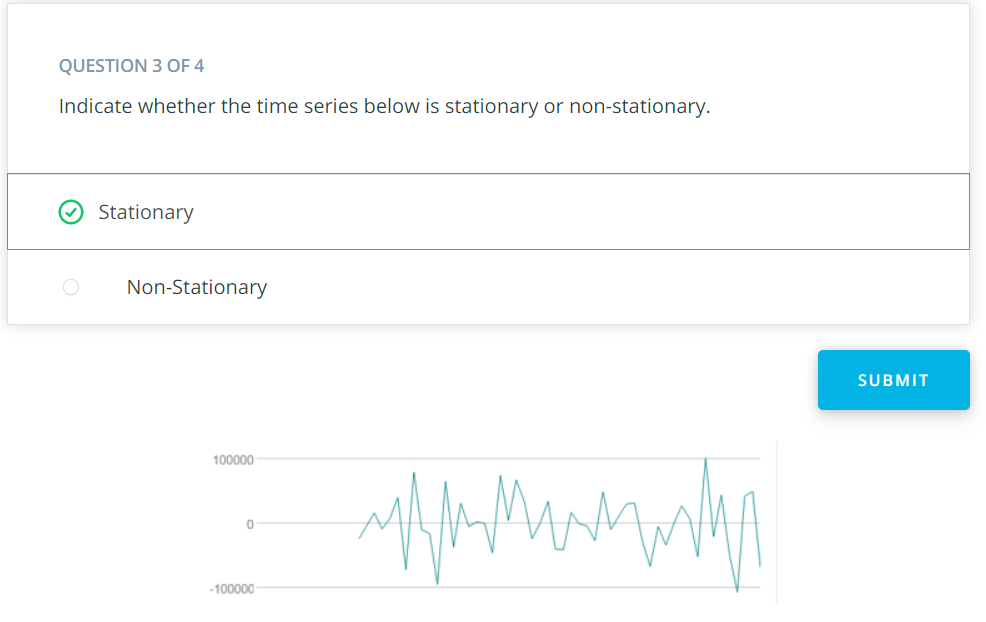 QUESTION 3 OF 4
Indicate whether the time series below is stationary or non-stationary.
Stationary
Non-Stationary
SUBMIT
100000
0
-100000